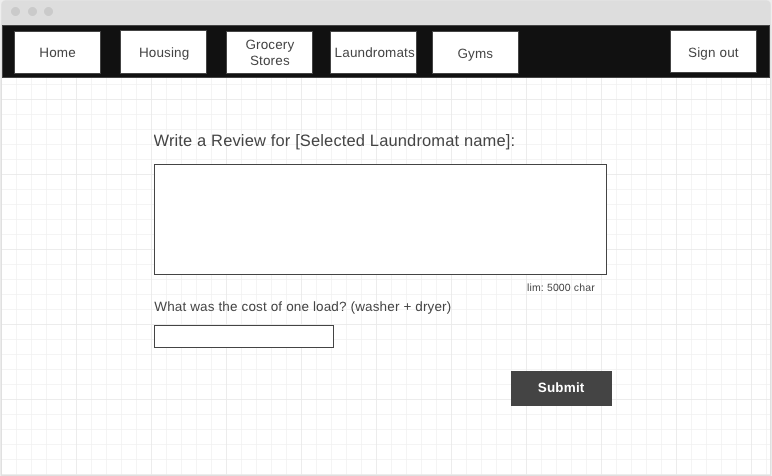 Home
Housing
Grocery
Stores
Laundromats
Gyms
Sign out
Write a Review for [Selected Laundromat name]:
lim: 5000 char
What was the cost of one load? (washer + dryer)
Submit